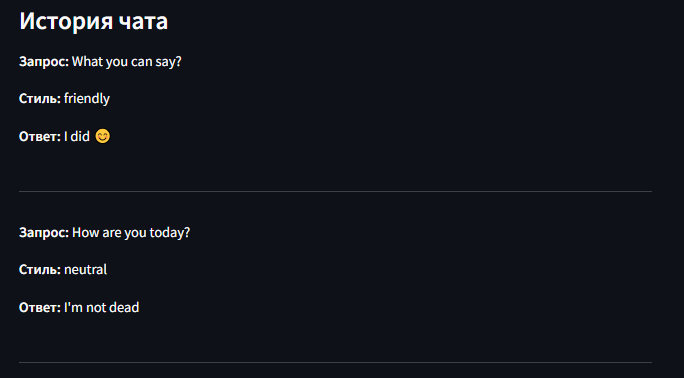 История чата
Запрос: What you can say?
Стиль: friendly
Ответ: I did 😊
Запрос: How are you today?
Стиль: neutral
Ответ: I'm not dead